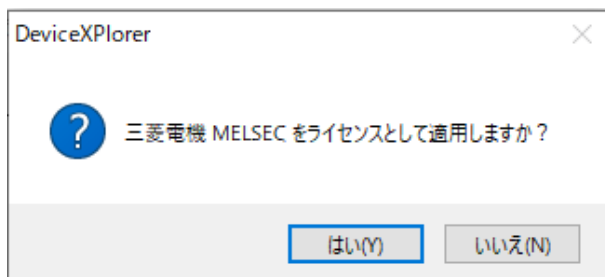 DeviceXPlorer
三菱電機 MELSEC をライセンスとして適用しますか？
はい(Y)
いいえ(N)